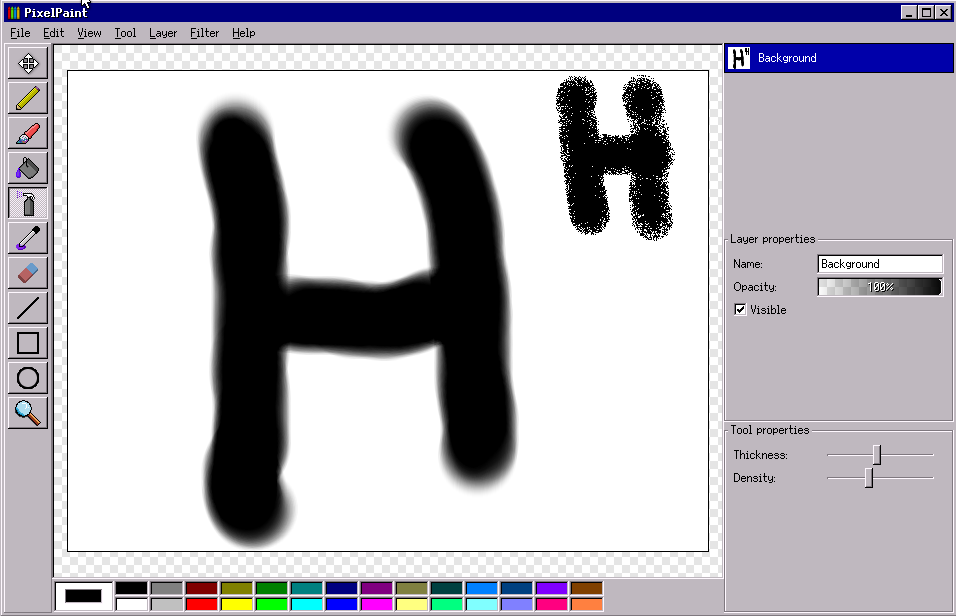 PixelPaint
File Edit View Tool Layer Filter Help
H
H
Background
Layer properties
Name: Background
Opacity: 100%
Visible
Tool properties
Thickness:
Density: